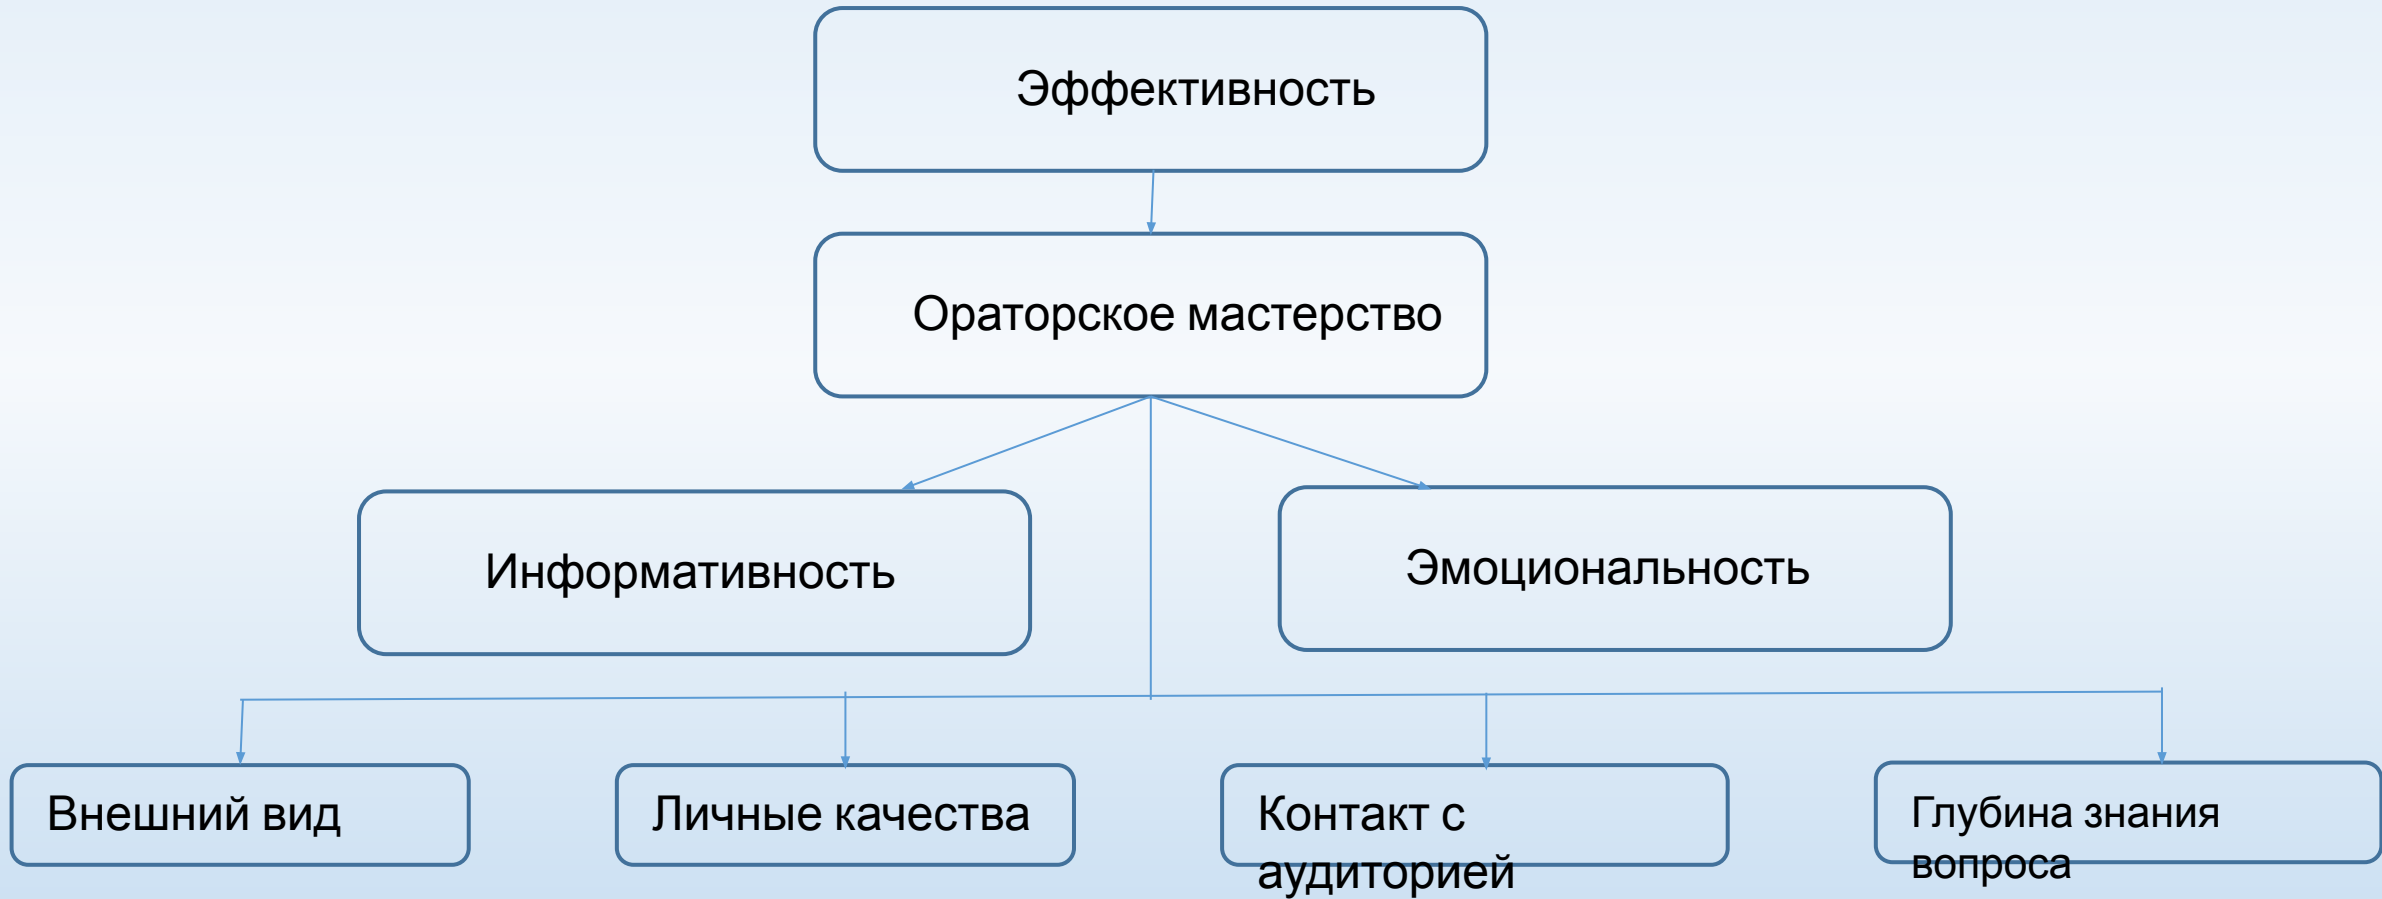 Эффективность
Ораторское мастерство
Информативность
Эмоциональность
Внешний вид
Личные качества
Контакт с
аудиторией
Глубина знания
вопроса